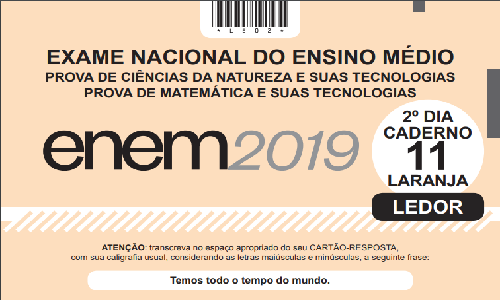 *L502*
EXAME NACIONAL DO ENSINO MÉDIO
PROVA DE CIÊNCIAS DA NATUREZA E SUAS TECNOLOGIAS
PROVA DE MATEMÁTICA E SUAS TECNOLOGIAS
enem2019
2º DIA
CADERNO
11
LARANJA
LEDOR
ATENÇÃO: transcreva no espaço apropriado do seu CARTÃO-RESPOSTA,
com sua caligrafia usual, considerando as letras maiúsculas e minúsculas, a seguinte frase:
Temos todo o tempo do mundo.